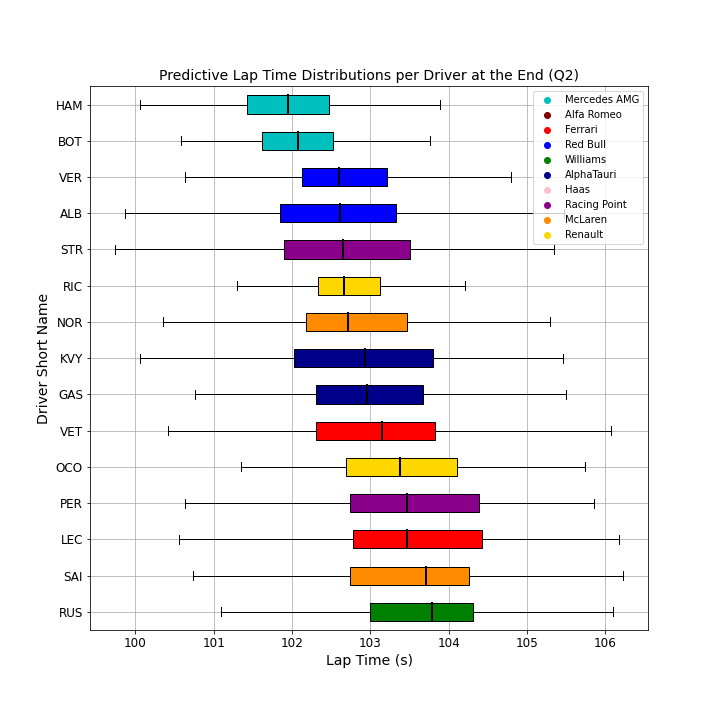 Predictive Lap Time Distributions per Driver at the End (Q2)
HAM
BOT
VER
ALB
STR
RIC
NOR
KVY
GAS
VET
OCO
PER
LEC
SAI
RUS
Driver Short Name
Mercedes AMG
Alfa Romeo
Ferrari
Red Bull
Williams
AlphaTauri
Haas
Racing Point
McLaren
Renault
100 101 102 103 104 105 106
Lap Time (s)